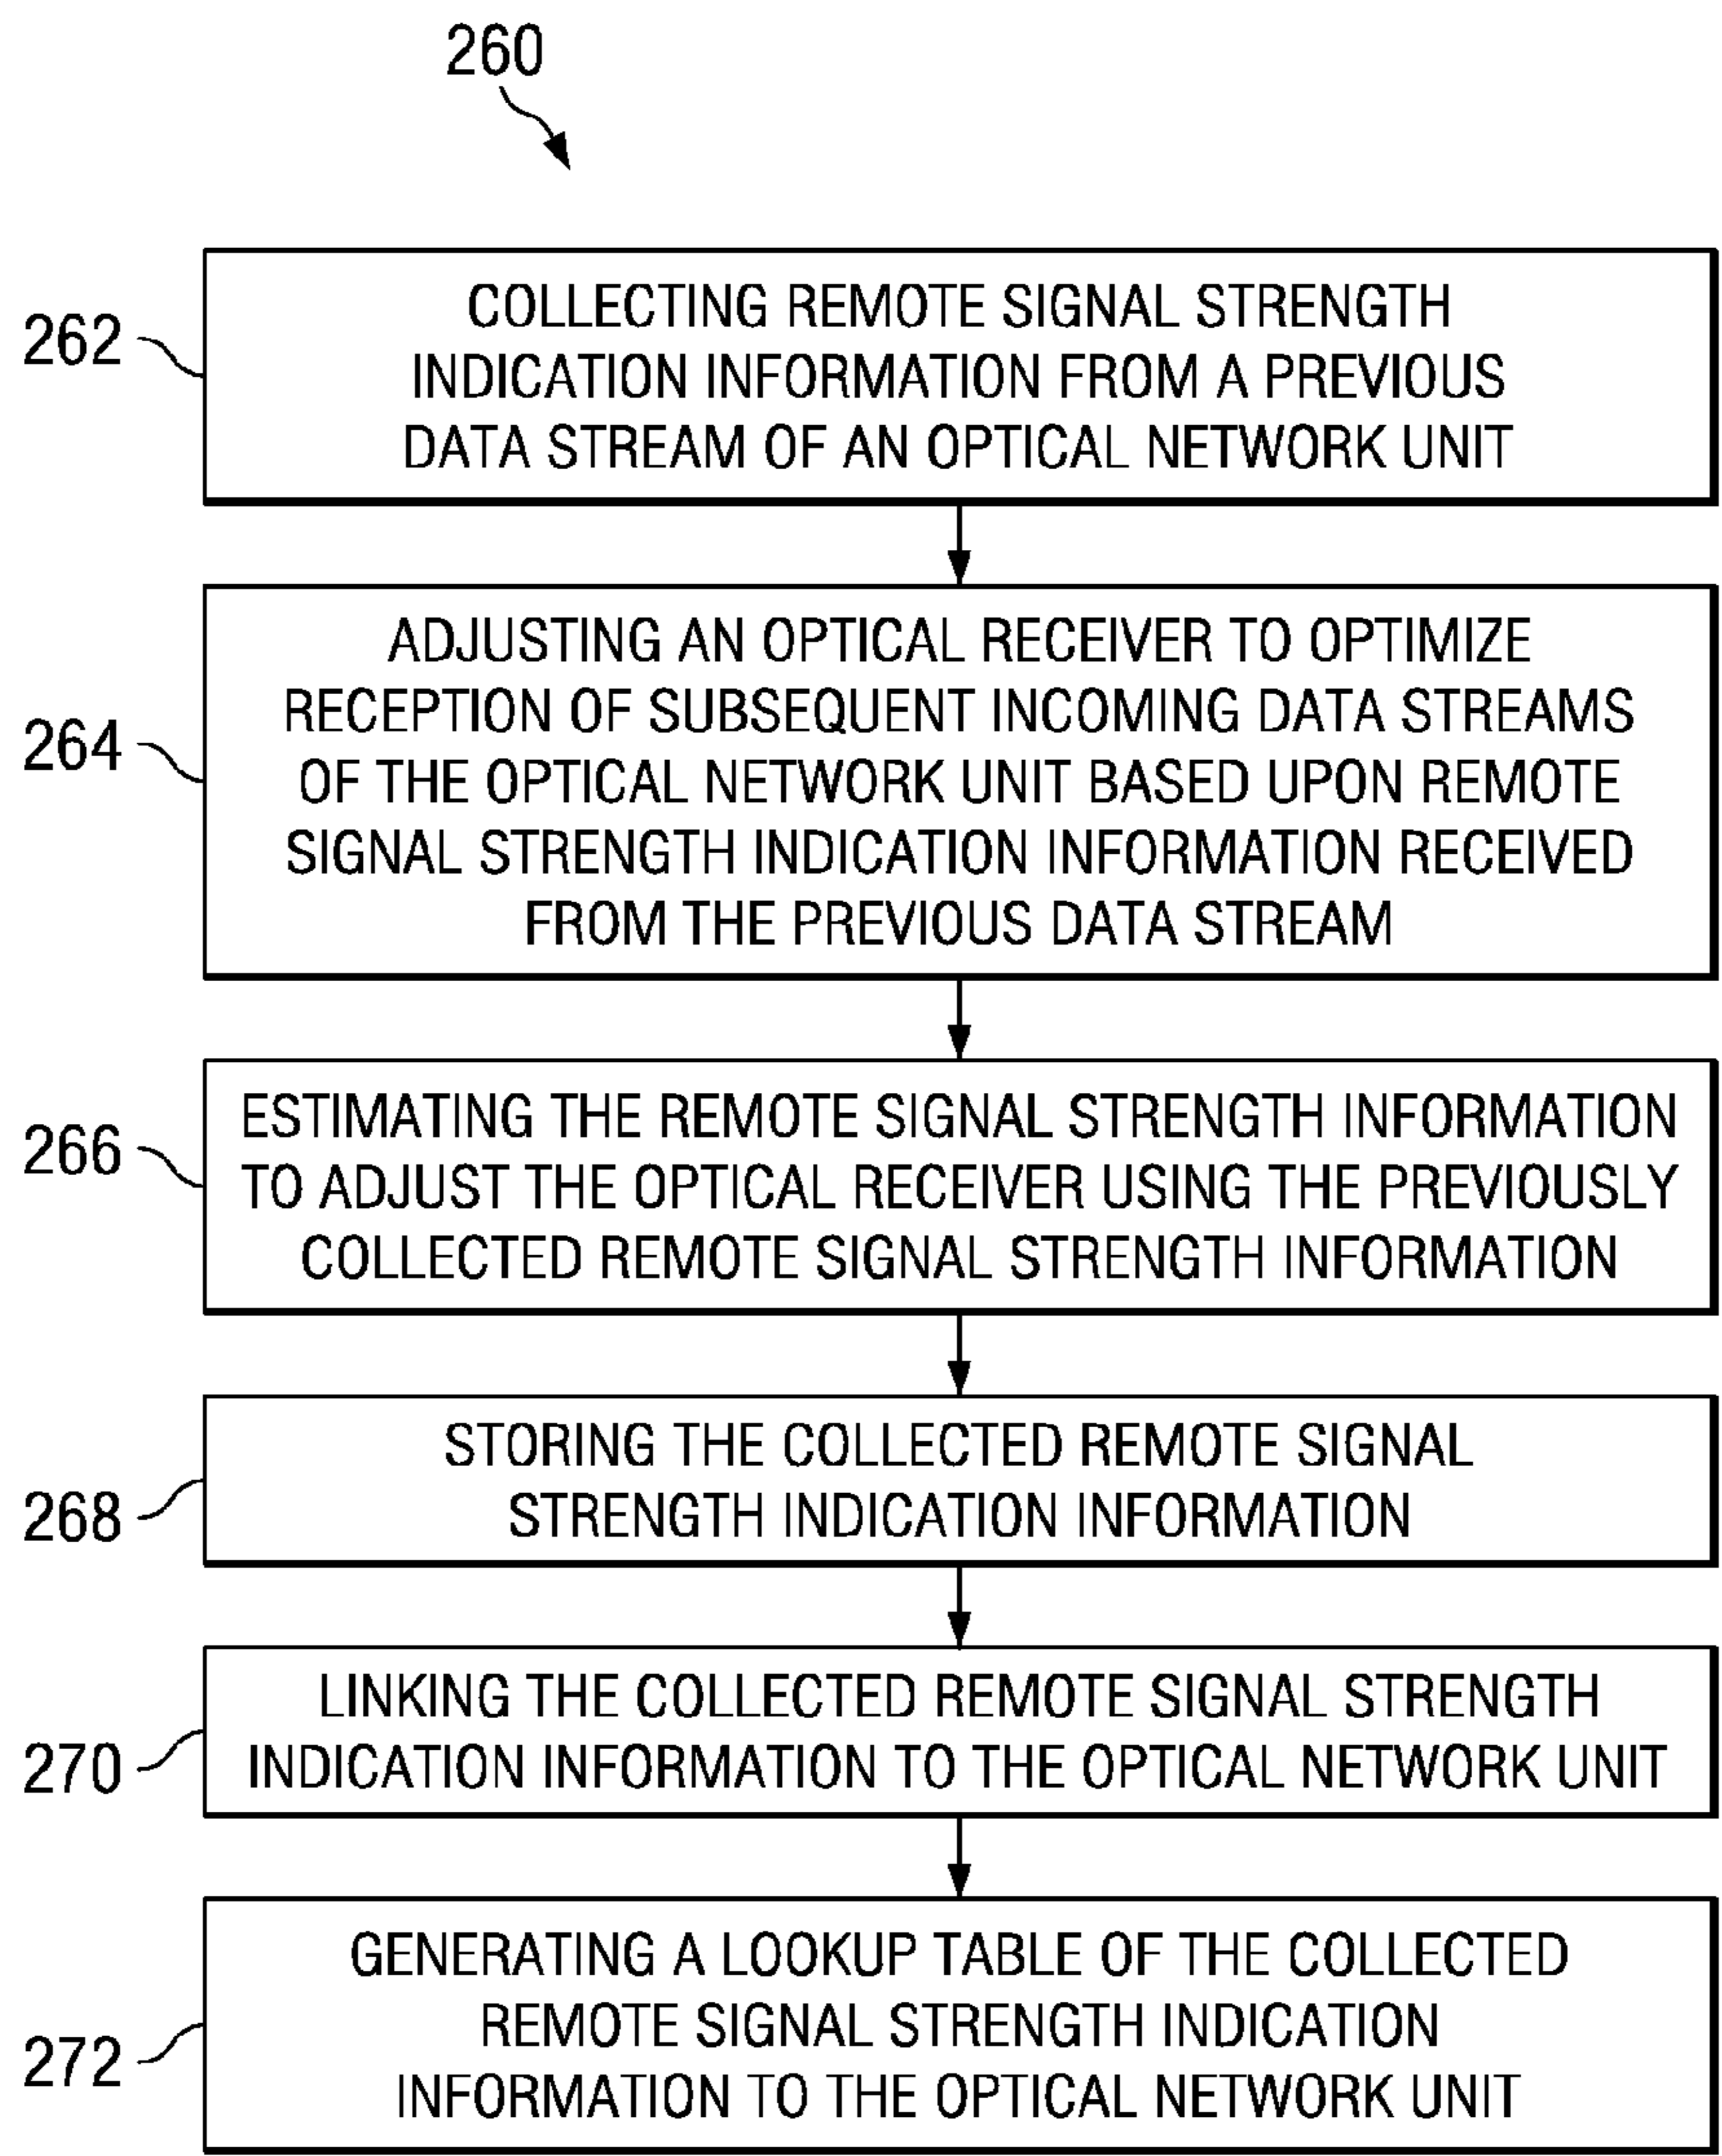 260
262
COLLECTING REMOTE SIGNAL STRENGTH
INDICATION INFORMATION FROM A PREVIOUS
DATA STREAM OF AN OPTICAL NETWORK UNIT
264
ADJUSTING AN OPTICAL RECEIVER TO OPTIMIZE
RECEPTION OF SUBSEQUENT INCOMING DATA STREAMS
OF THE OPTICAL NETWORK UNIT BASED UPON REMOTE
SIGNAL STRENGTH INDICATION INFORMATION RECEIVED
FROM THE PREVIOUS DATA STREAM
266
ESTIMATING THE REMOTE SIGNAL STRENGTH INFORMATION
TO ADJUST THE OPTICAL RECEIVER USING THE PREVIOUSLY
COLLECTED REMOTE SIGNAL STRENGTH INFORMATION
268
STORING THE COLLECTED REMOTE SIGNAL
STRENGTH INDICATION INFORMATION
270
LINKING THE COLLECTED REMOTE SIGNAL STRENGTH
INDICATION INFORMATION TO THE OPTICAL NETWORK UNIT
272
GENERATING A LOOKUP TABLE OF THE COLLECTED
REMOTE SIGNAL STRENGTH INDICATION
INFORMATION TO THE OPTICAL NETWORK UNIT